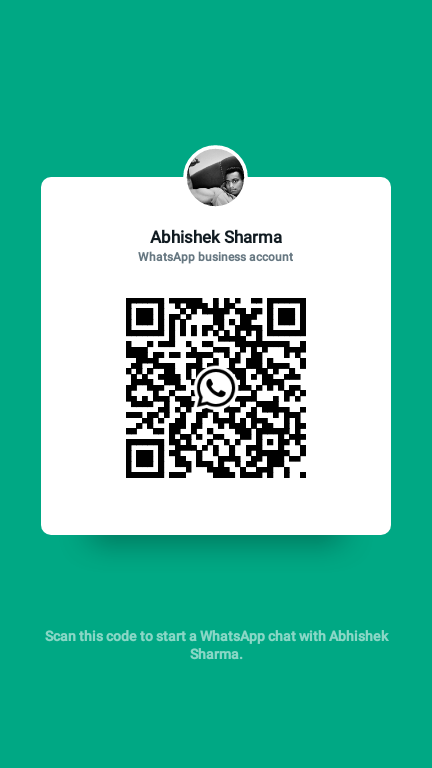 Abhishek Sharma
WhatsApp business account
Scan this code to start a WhatsApp chat with Abhishek
Sharma.